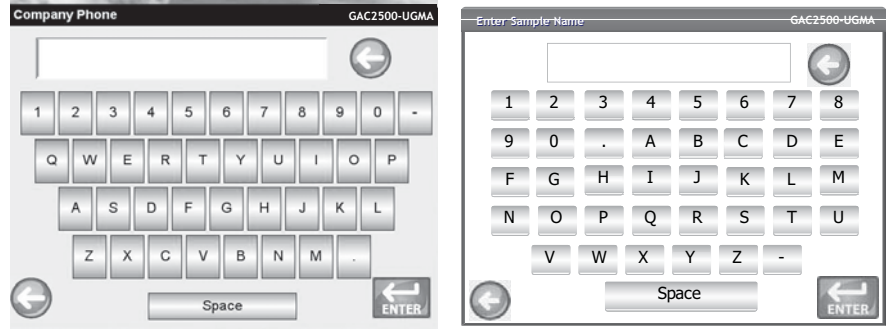 Company Phone GAC2500-UGMA
1 2 3 4 5 6 7 8 9 0 -
Q W E R T Y U I O P
A S D F G H J K L
Z X C V B N M .
Space
ENTER
Enter Sample Name GAC2500-UGMA
1 2 3 4 5 6 7 8
9 0 . A B C D E
F G H I J K L M
N O P Q R S T U
V W X Y Z -
Space
ENTER